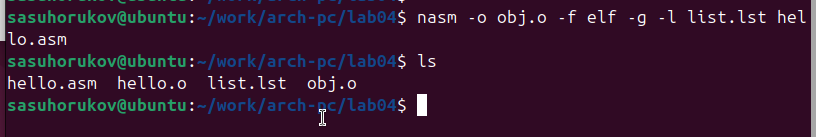 sasuhorukov@ubuntu:~/work/arch-pc/lab04$ nasm -o obj.o -f elf -g -l list.lst hel
lo.asm
sasuhorukov@ubuntu:~/work/arch-pc/lab04$ ls
hello.asm  hello.o  list.lst  obj.o
sasuhorukov@ubuntu:~/work/arch-pc/lab04$